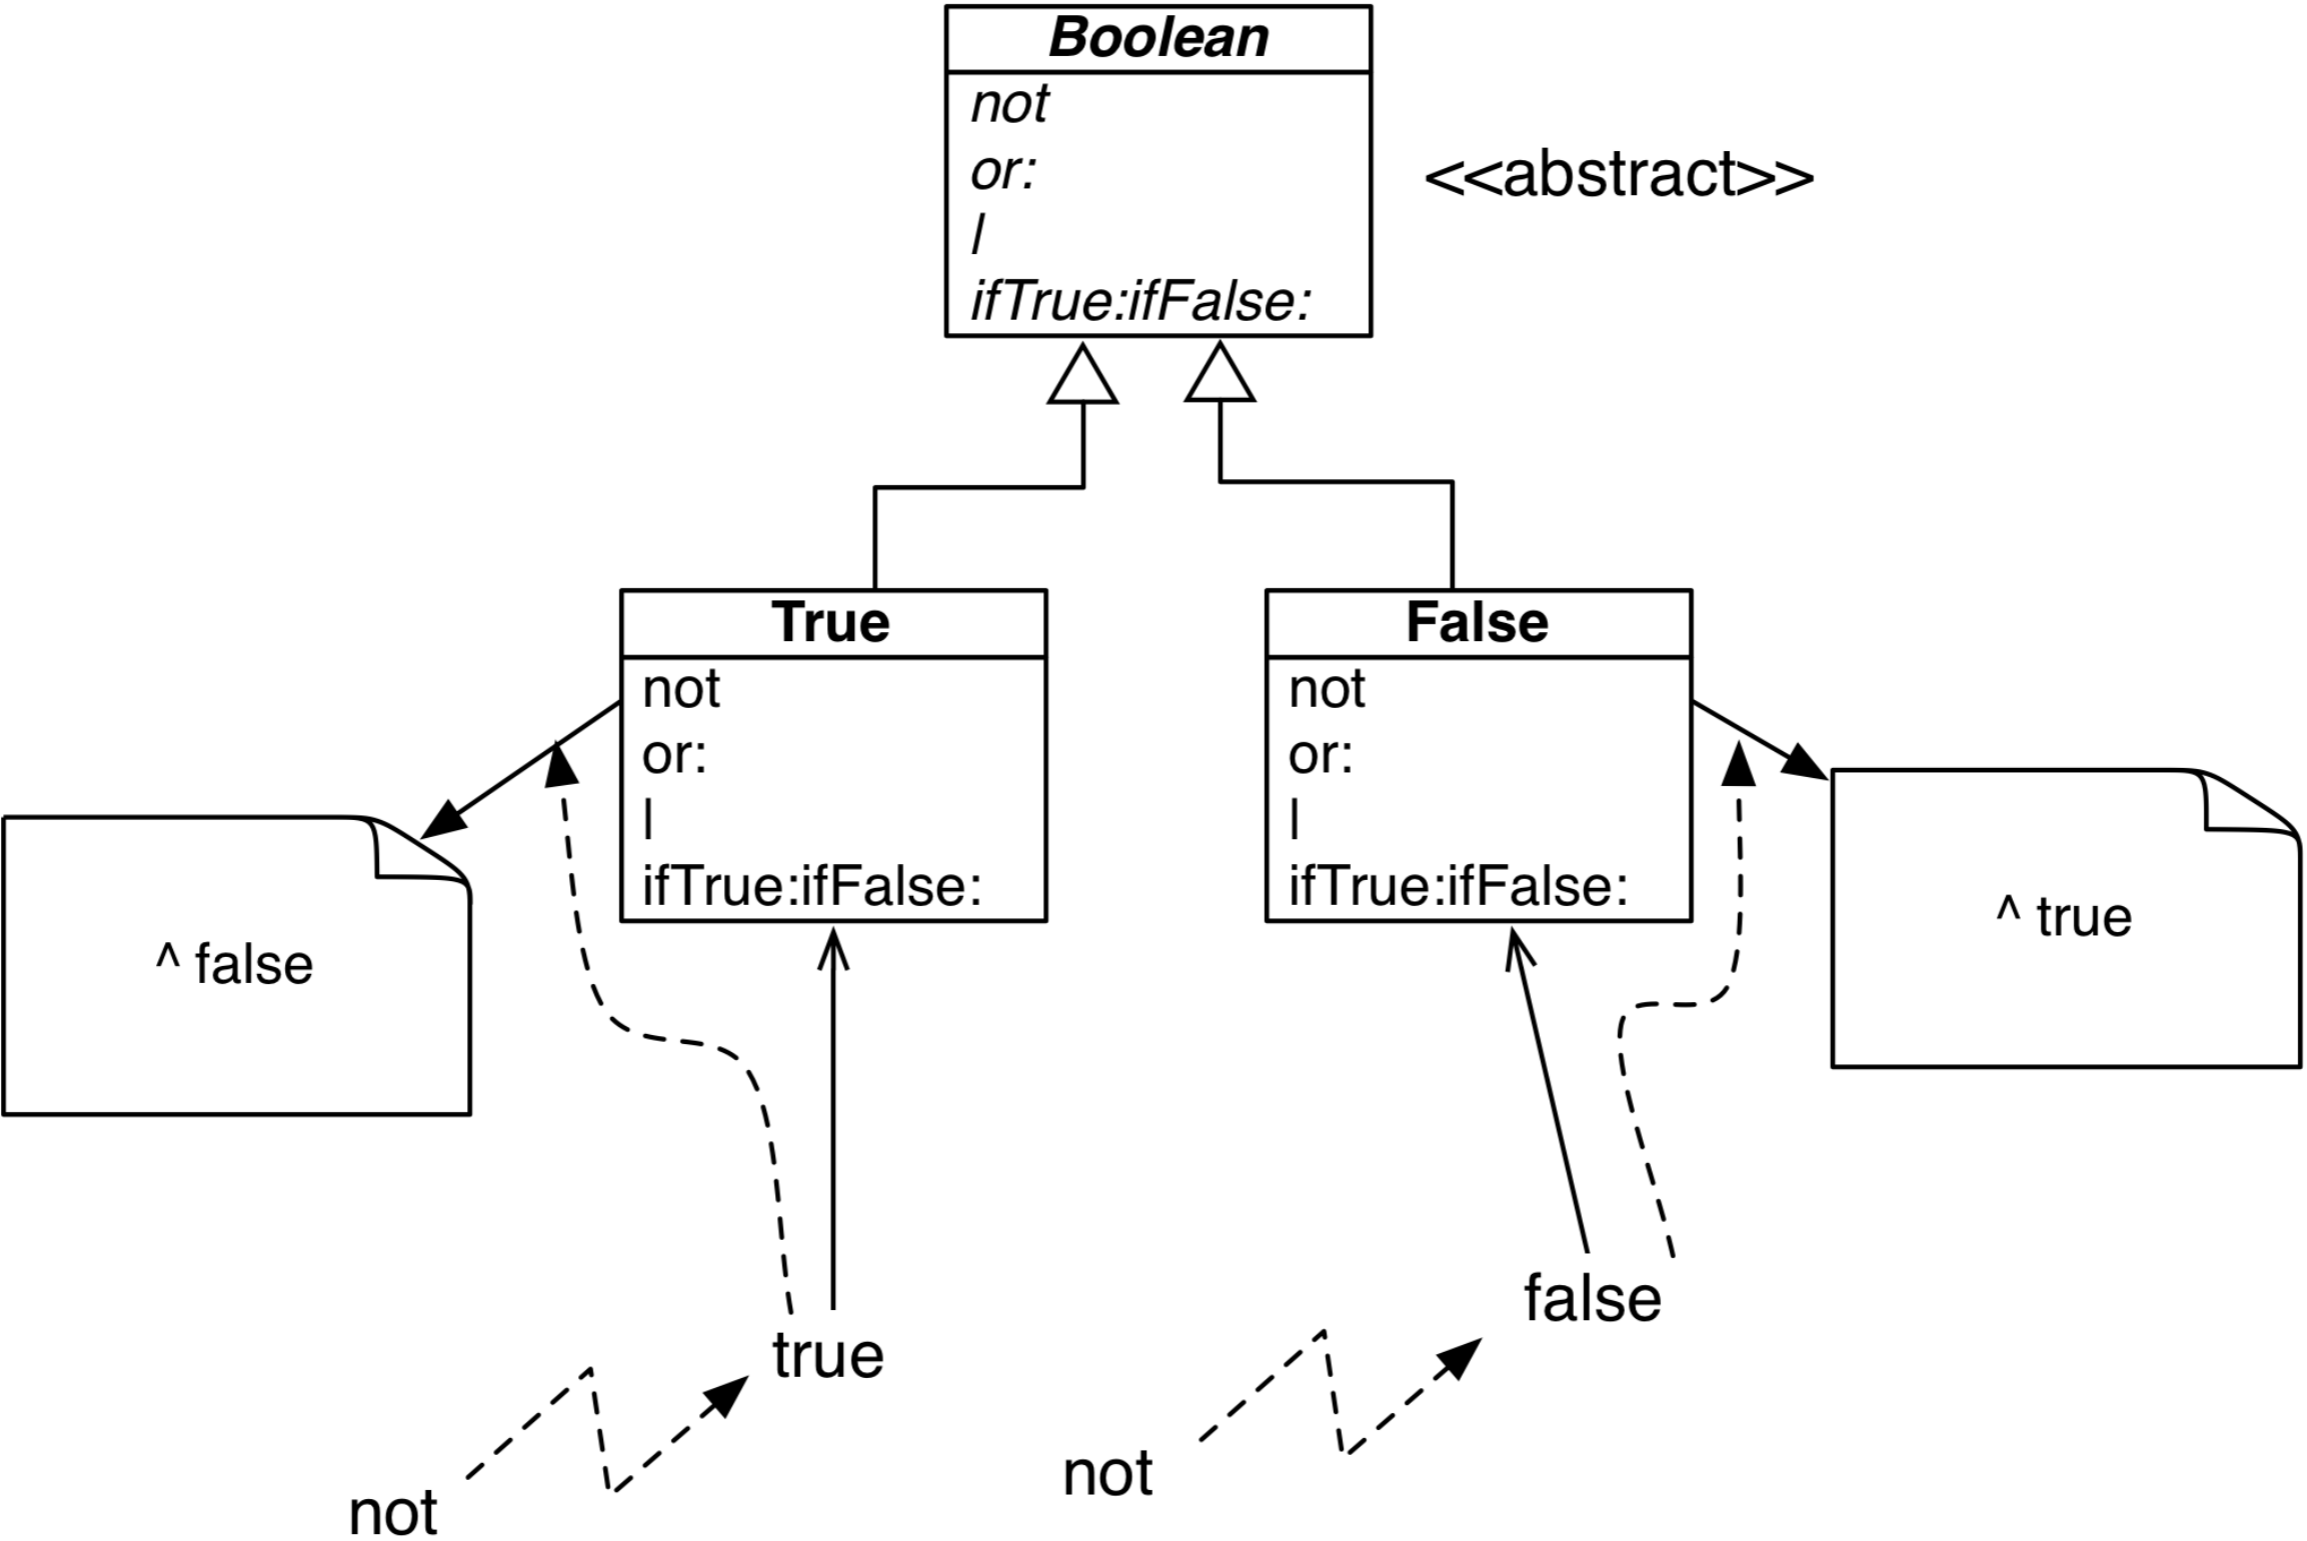 Boolean
not
or:
|
ifTrue:ifFalse:
<<abstract>>
True
not
or:
|
ifTrue:ifFalse:
False
not
or:
|
ifTrue:ifFalse:
^ false
^ true
true
false
not
not